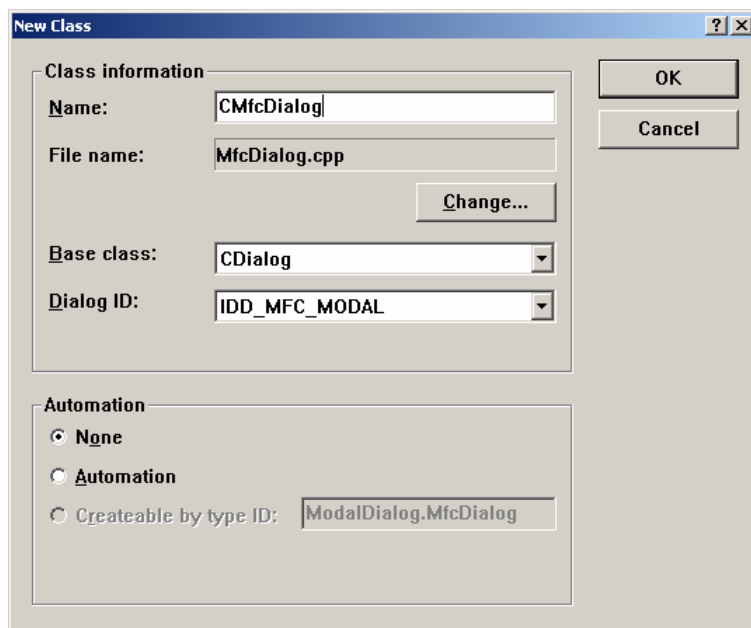 New Class
Class information
Name: CMfcDialog
File name: MfcDialog.cpp
Change...
Base class: CDialog
Dialog ID: IDD_MFC_MODAL
OK
Cancel
Automation
None
Automation
Createable by type ID: ModalDialog.MfcDialog